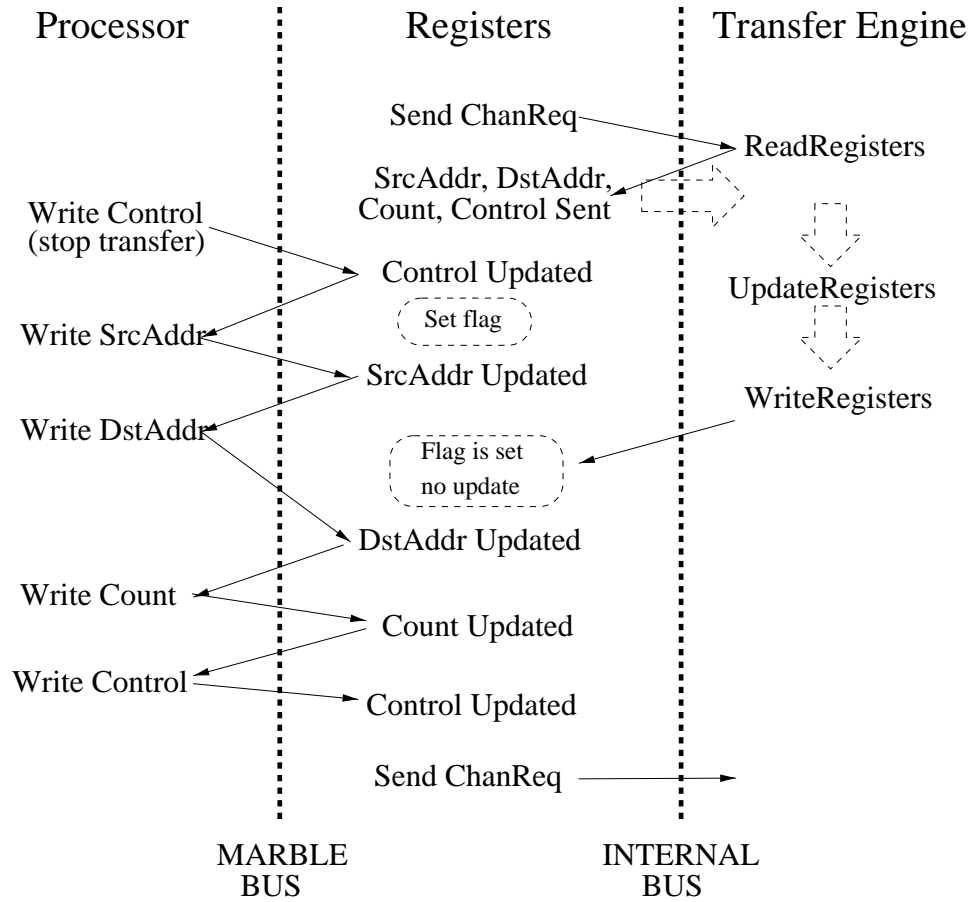 Processor
Registers
Transfer Engine
Send ChanReq
ReadRegisters
SrcAddr, DstAddr,
Count, Control Sent
Write Control
(stop transfer)
Control Updated
UpdateRegisters
Set flag
Write SrcAddr
SrcAddr Updated
WriteRegisters
Write DstAddr
Flag is set
no update
DstAddr Updated
Write Count
Count Updated
Write Control
Control Updated
Send ChanReq
MARBLE
BUS
INTERNAL
BUS